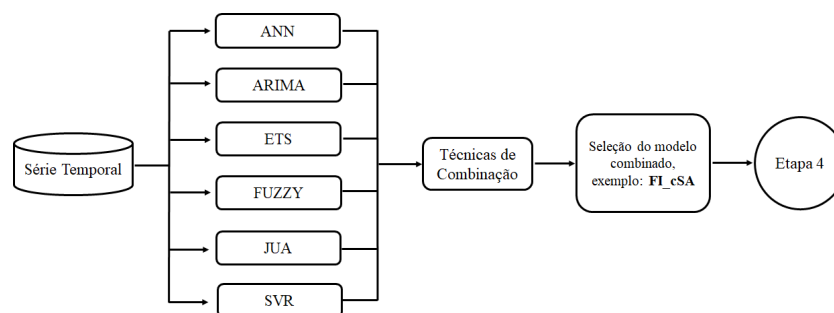 Série Temporal
ANN
ARIMA
ETS
FUZZY
JUA
SVR
Técnicas de
Combinação
Seleção do modelo
combinado,
exemplo: FI_cSA
Etapa 4